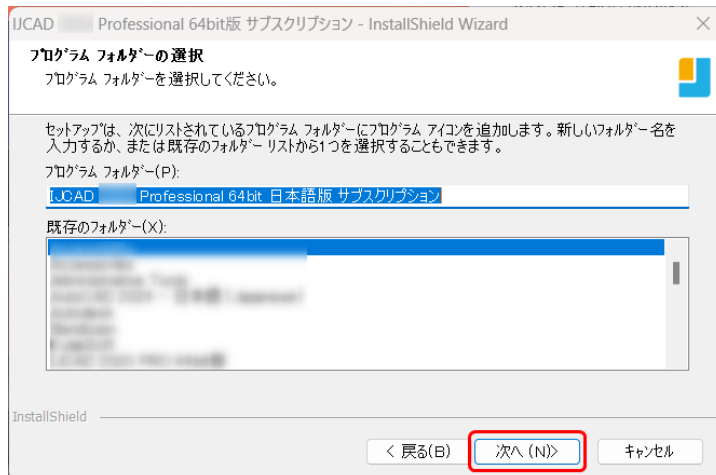 IJCAD Professional 64bit版 サブスクリプション - InstallShield Wizard
プログラム フォルダーの選択
プログラム フォルダーを選択してください。
セットアップは、次にリストされているプログラム フォルダーにプログラム アイコンを追加します。新しいフォルダー名を
入力するか、または既存のフォルダー リストから1つを選択することもできます。
プログラム フォルダー(P):
IJCAD Professional 64bit 日本語版 サブスクリプション
既存のフォルダー(X):
InstallShield
< 戻る(B)
次へ (N)>
キャンセル